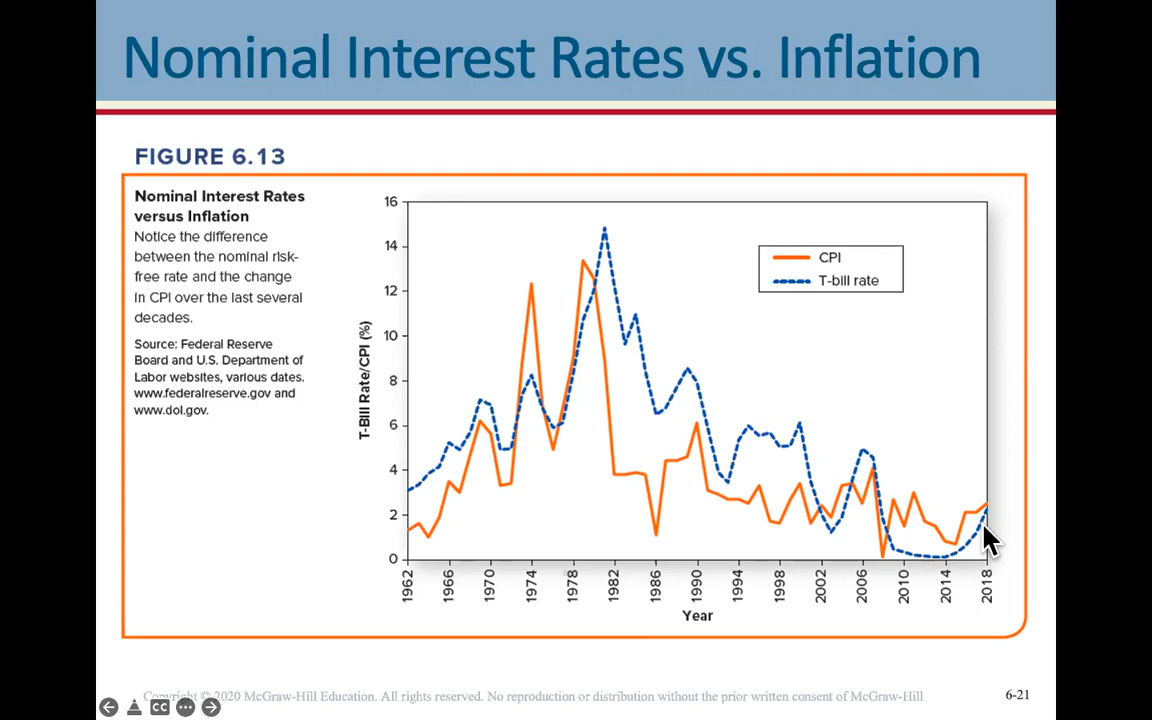 Nominal Interest Rates vs. Inflation
FIGURE 6.13
Nominal Interest Rates
versus Inflation
Notice the difference
between the nominal risk-
free rate and the change
in CPI over the last several
decades.
Source: Federal Reserve
Board and U.S. Department of
Labor websites, various dates.
www.federalreserve.gov and
www.dol.gov.
T-Bill Rate/CPI (%)
16
14
12
10
8
6
4
2
0
CPI
T-bill rate
1962
1966
1970
1974
1978
1982
1986
1990
1994
1998
2002
2006
2010
2014
2018
Year
Copyright © 2020 McGraw-Hill Education. All rights reserved. No reproduction or distribution without the prior written consent of McGraw-Hill
6-21
CC